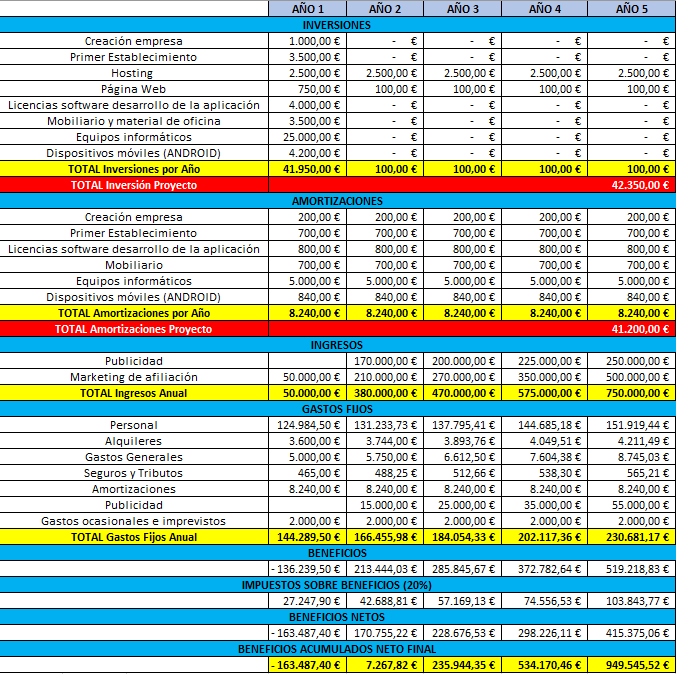 AÑO 1 AÑO 2 AÑO 3 AÑO 4 AÑO 5
INVERSIONES
Creación empresa 1.000,00 € - € - € - € - €
Primer Establecimiento 3.500,00 € - € - € - € - €
Hosting 2.500,00 € 2.500,00 € 2.500,00 € 2.500,00 € 2.500,00 €
Página Web 750,00 € 100,00 € 100,00 € 100,00 € 100,00 €
Licencias software desarrollo de la aplicación 4.000,00 € - € - € - € - €
Mobiliario y material de oficina 3.500,00 € - € - € - € - €
Equipos informáticos 25.000,00 € - € - € - € - €
Dispositivos móviles (ANDROID) 4.200,00 € - € - € - € - €
TOTAL Inversiones por Año 41.950,00 € 100,00 € 100,00 € 100,00 € 100,00 €
TOTAL Inversión Proyecto 42.350,00 €
AMORTIZACIONES
Creación empresa 200,00 € 200,00 € 200,00 € 200,00 € 200,00 €
Primer Establecimiento 700,00 € 700,00 € 700,00 € 700,00 € 700,00 €
Licencias software desarrollo de la aplicación 800,00 € 800,00 € 800,00 € 800,00 € 800,00 €
Mobiliario 700,00 € 700,00 € 700,00 € 700,00 € 700,00 €
Equipos informáticos 5.000,00 € 5.000,00 € 5.000,00 € 5.000,00 € 5.000,00 €
Dispositivos móviles (ANDROID) 840,00 € 840,00 € 840,00 € 840,00 € 840,00 €
TOTAL Amortizaciones por Año 8.240,00 € 8.240,00 € 8.240,00 € 8.240,00 € 8.240,00 €
TOTAL Amortizaciones Proyecto 41.200,00 €
INGRESOS
Publicidad 170.000,00 € 200.000,00 € 225.000,00 € 250.000,00 €
Marketing de afiliación 50.000,00 € 210.000,00 € 270.000,00 € 350.000,00 € 500.000,00 €
TOTAL Ingresos Anual 50.000,00 € 380.000,00 € 470.000,00 € 575.000,00 € 750.000,00 €
GASTOS FIJOS
Personal 124.984,50 € 131.233,73 € 137.795,41 € 144.685,18 € 151.919,44 €
Alquileres 3.600,00 € 3.744,00 € 3.893,76 € 4.049,51 € 4.211,49 €
Gastos Generales 5.000,00 € 5.750,00 € 6.612,50 € 7.604,38 € 8.745,03 €
Seguros y Tributos 465,00 € 488,25 € 512,66 € 538,30 € 565,21 €
Amortizaciones 8.240,00 € 8.240,00 € 8.240,00 € 8.240,00 € 8.240,00 €
Publicidad 15.000,00 € 25.000,00 € 35.000,00 € 55.000,00 €
Gastos ocasionales e imprevistos 2.000,00 € 2.000,00 € 2.000,00 € 2.000,00 € 2.000,00 €
TOTAL Gastos Fijos Anual 144.289,50 € 166.455,98 € 184.054,33 € 202.117,36 € 230.681,17 €
BENEFICIOS
- 136.239,50 € 213.444,03 € 285.845,67 € 372.782,64 € 519.218,83 €
IMPUESTOS SOBRE BENEFICIOS (20%)
27.247,90 € 42.688,81 € 57.169,13 € 74.556,53 € 103.843,77 €
BENEFICIOS NETOS
- 163.487,40 € 170.755,22 € 228.676,53 € 298.226,11 € 415.375,06 €
BENEFICIOS ACUMULADOS NETO FINAL
- 163.487,40 € 7.267,82 € 235.944,35 € 534.170,46 € 949.545,52 €